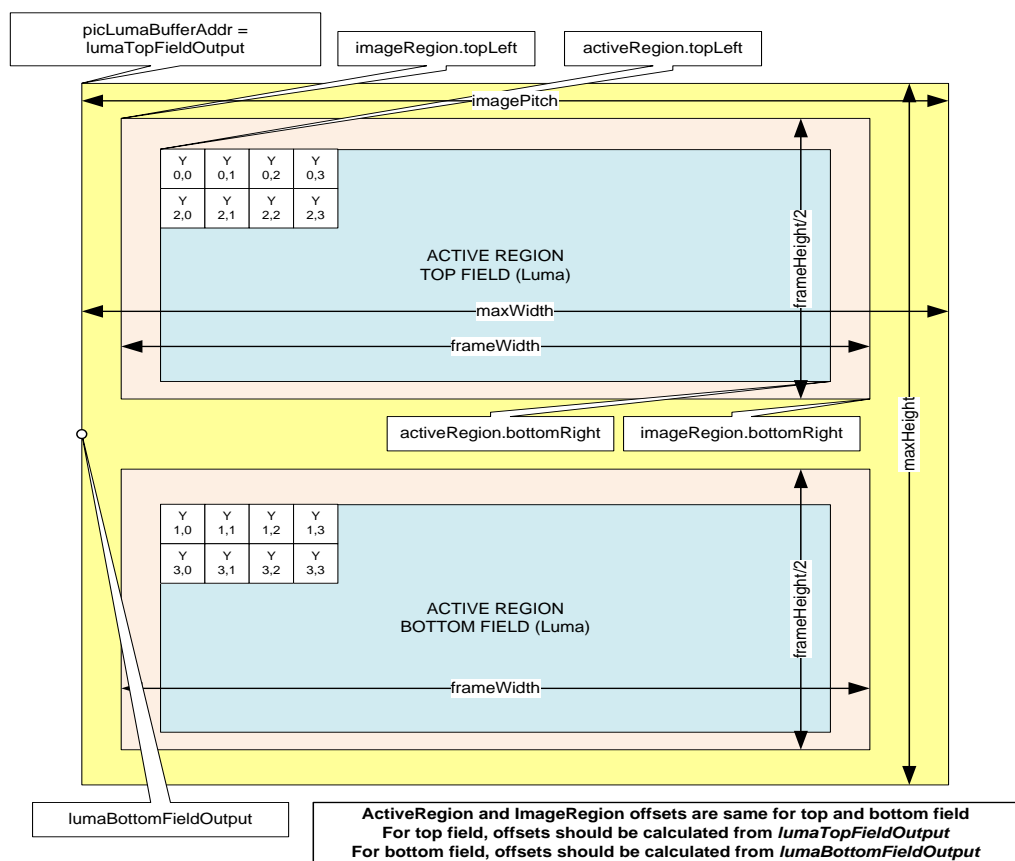 picLumaBufferAddr =
lumaTopFieldOutput
imageRegion.topLeft
activeRegion.topLeft
imagePitch
Y Y Y Y
0,0 0,1 0,2 0,3
Y Y Y Y
2,0 2,1 2,2 2,3
frameHeight/2
ACTIVE REGION
TOP FIELD (Luma)
maxWidth
frameWidth
maxHeight
activeRegion.bottomRight
imageRegion.bottomRight
Y Y Y Y
1,0 1,1 1,2 1,3
Y Y Y Y
3,0 3,1 3,2 3,3
frameHeight/2
ACTIVE REGION
BOTTOM FIELD (Luma)
frameWidth
lumaBottomFieldOutput
ActiveRegion and ImageRegion offsets are same for top and bottom field
For top field, offsets should be calculated from lumaTopFieldOutput
For bottom field, offsets should be calculated from lumaBottomFieldOutput